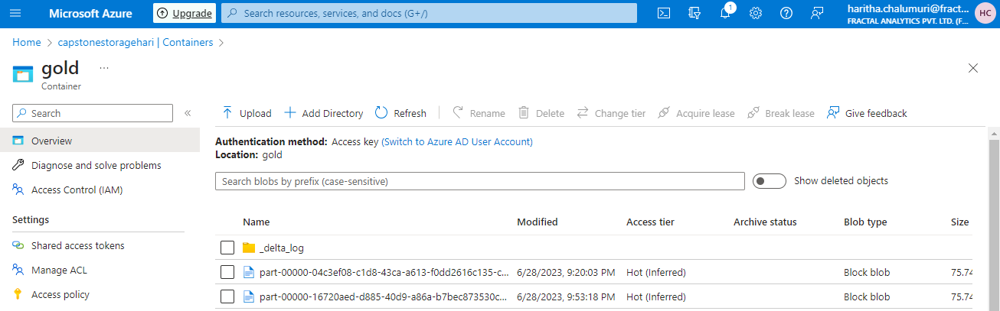 Microsoft Azure Upgrade Search resources, services, and docs (G+/) 1 haritha.chalumuri@fract...
FRACTAL ANALYTICS PVT. LTD. (F... HC
Home > capstonestoragehari | Containers >
gold ...
Container
Search «
Overview
Diagnose and solve problems
Access Control (IAM)
Settings
Shared access tokens
Manage ACL
Access policy
Upload Add Directory Refresh Rename Delete Change tier Acquire lease Break lease Give feedback
Authentication method: Access key (Switch to Azure AD User Account)
Location: gold
Search blobs by prefix (case-sensitive) Show deleted objects
Name Modified Access tier Archive status Blob type Size
_delta_log
part-00000-04c3ef08-c1d8-43ca-a613-f0dd2616c135-c... 6/28/2023, 9:20:03 PM Hot (Inferred) Block blob 75.74
part-00000-16720aed-d885-40d9-a86a-b7bec873530c... 6/28/2023, 9:53:18 PM Hot (Inferred) Block blob 75.74